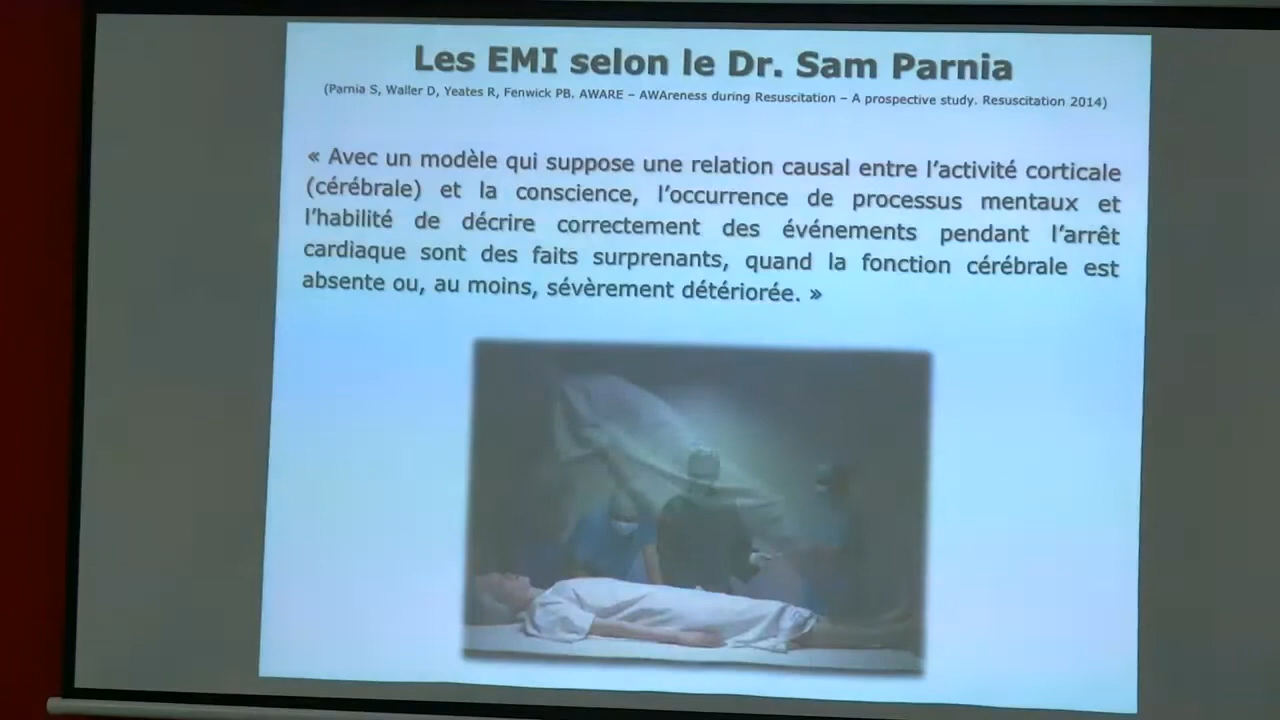 Les EMI selon le Dr. Sam Parnia
(Parnia S, Waller D, Yeates R, Fenwick PB. AWARE – AWAreness during Resuscitation – A prospective study. Resuscitation 2014)
« Avec un modèle qui suppose une relation causal entre l'activité corticale
(cérébrale) et la conscience, l'occurrence de processus mentaux et
l'habilité de décrire correctement des événements pendant l'arrêt
cardiaque sont des faits surprenants, quand la fonction cérébrale est
absente ou, au moins, sévèrement détériorée. »